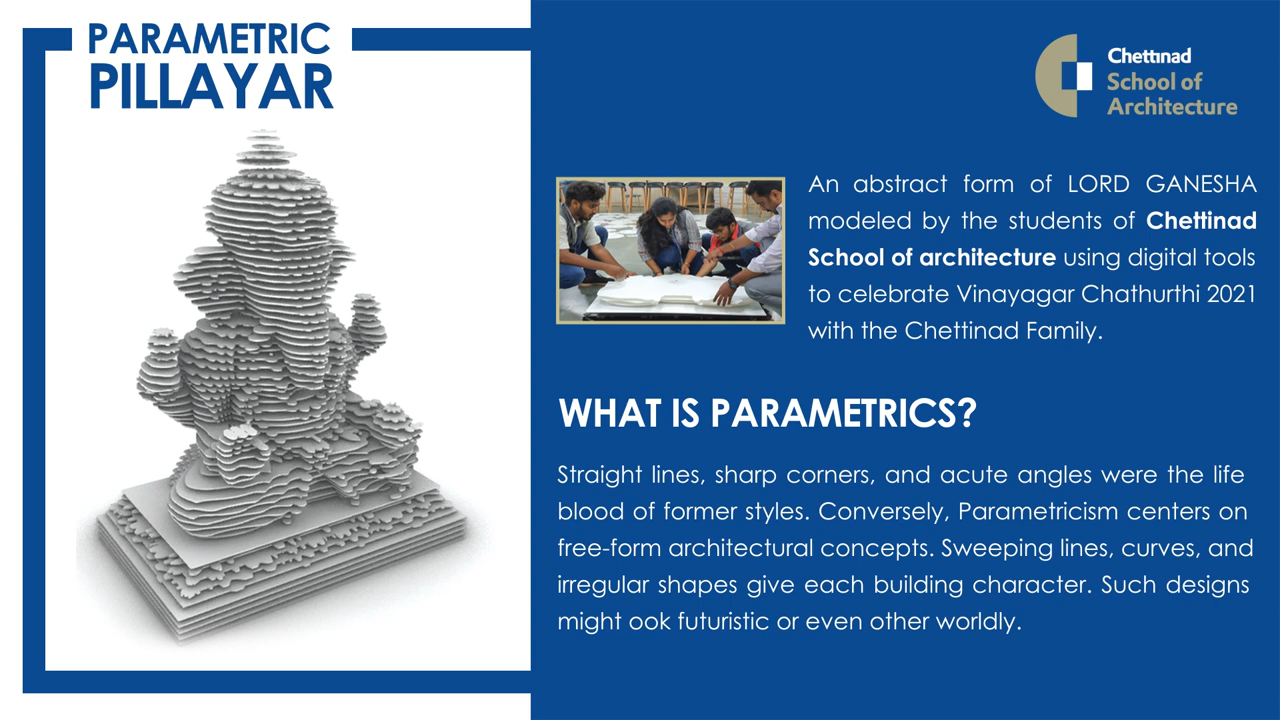 PARAMETRIC
PILLAYAR
Chettinad
School of
Architecture
An abstract form of LORD GANESHA
modeled by the students of Chettinad
School of architecture using digital tools
to celebrate Vinayagar Chathurthi 2021
with the Chettinad Family.
WHAT IS PARAMETRICS?
Straight lines, sharp corners, and acute angles were the life
blood of former styles. Conversely, Parametricism centers on
free-form architectural concepts. Sweeping lines, curves, and
irregular shapes give each building character. Such designs
might ook futuristic or even other worldly.